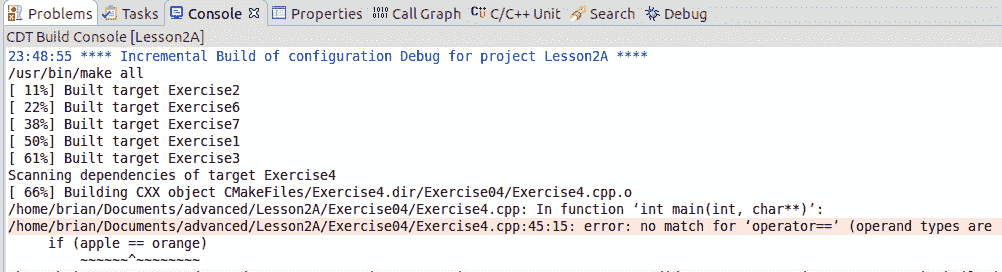 Problems Tasks Console Properties Call Graph C/C++ Unit Search Debug
CDT Build Console [Lesson2A]
23:48:55 **** Incremental Build of configuration Debug for project Lesson2A ****
/usr/bin/make all
[ 11%] Built target Exercise2
[ 22%] Built target Exercise6
[ 38%] Built target Exercise7
[ 50%] Built target Exercise1
[ 61%] Built target Exercise3
Scanning dependencies of target Exercise4
[ 66%] Building CXX object CMakeFiles/Exercise4.dir/Exercise04/Exercise4.cpp.o
/home/brian/Documents/advanced/Lesson2A/Exercise04/Exercise4.cpp: In function ‘int main(int, char**)’:
/home/brian/Documents/advanced/Lesson2A/Exercise04/Exercise4.cpp:45:15: error: no match for ‘operator==’ (operand types are
if (apple == orange)
~~~~~~^~~~~~~~~